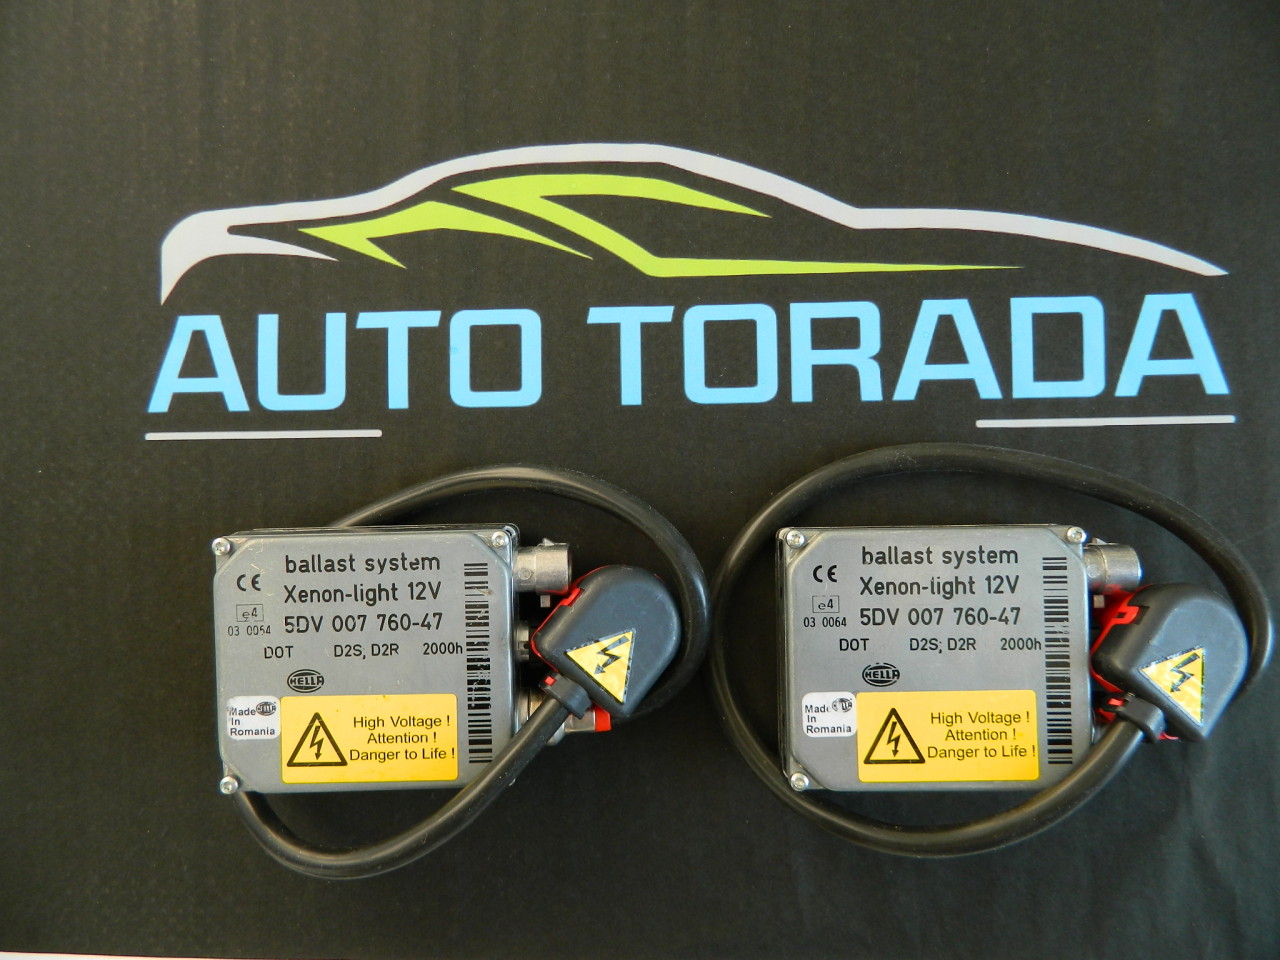 AUTO TORADA
ballast system
CE
Xenon-light 12V
e4
03 0064
5DV 007 760-47
DOT D2S; D2R 2000h
HELLA
Made
In
Romania
HELLA
High Voltage !
Attention !
Danger to Life !
ballast system
CE
Xenon-light 12V
e4
03 0064
5DV 007 760-47
DOT D2S; D2R 2000h
HELLA
Made
In
Romania
HELLA
High Voltage !
Attention !
Danger to Life !